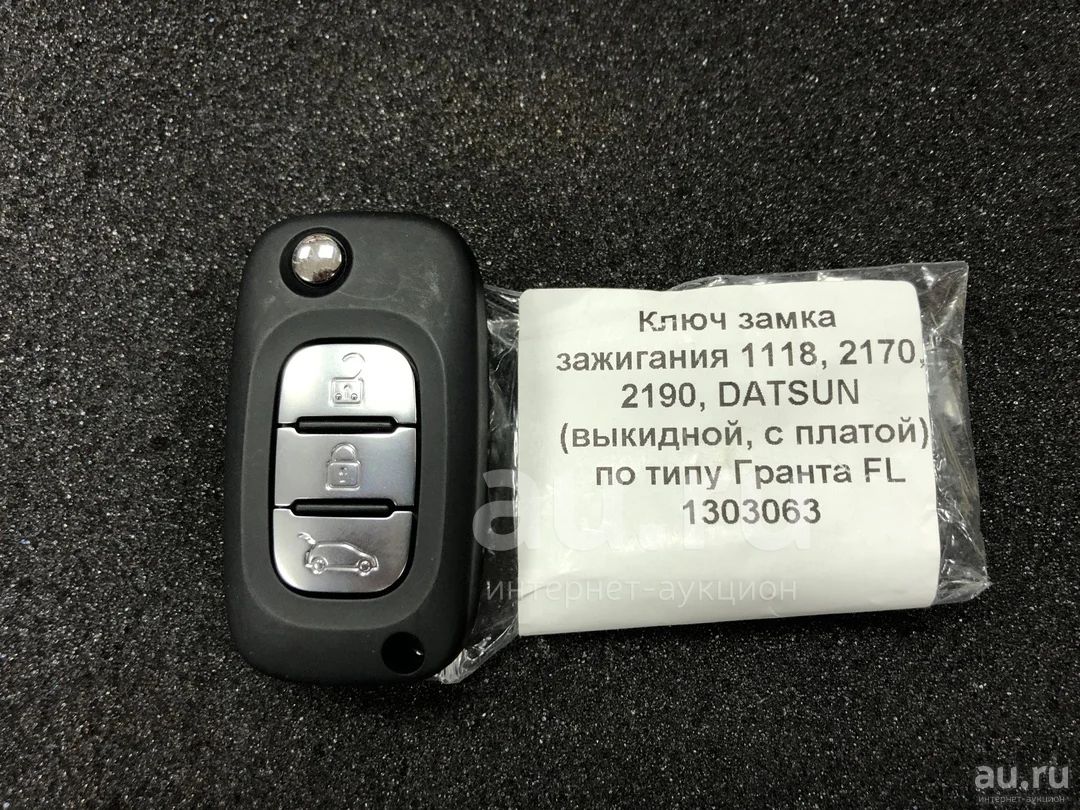 Ключ замка
зажигания 1118, 2170,
2190, DATSUN
(выкидной, с платой)
по типу Гранта FL
1303063
au.ru
интернет-аукцион
au.ru
интернет-аукцион